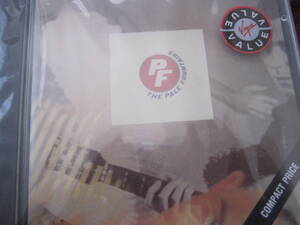 PF
THE PALE FOUNTAINS
VALUE
Virgin
VALUE
COMPACT PRICE